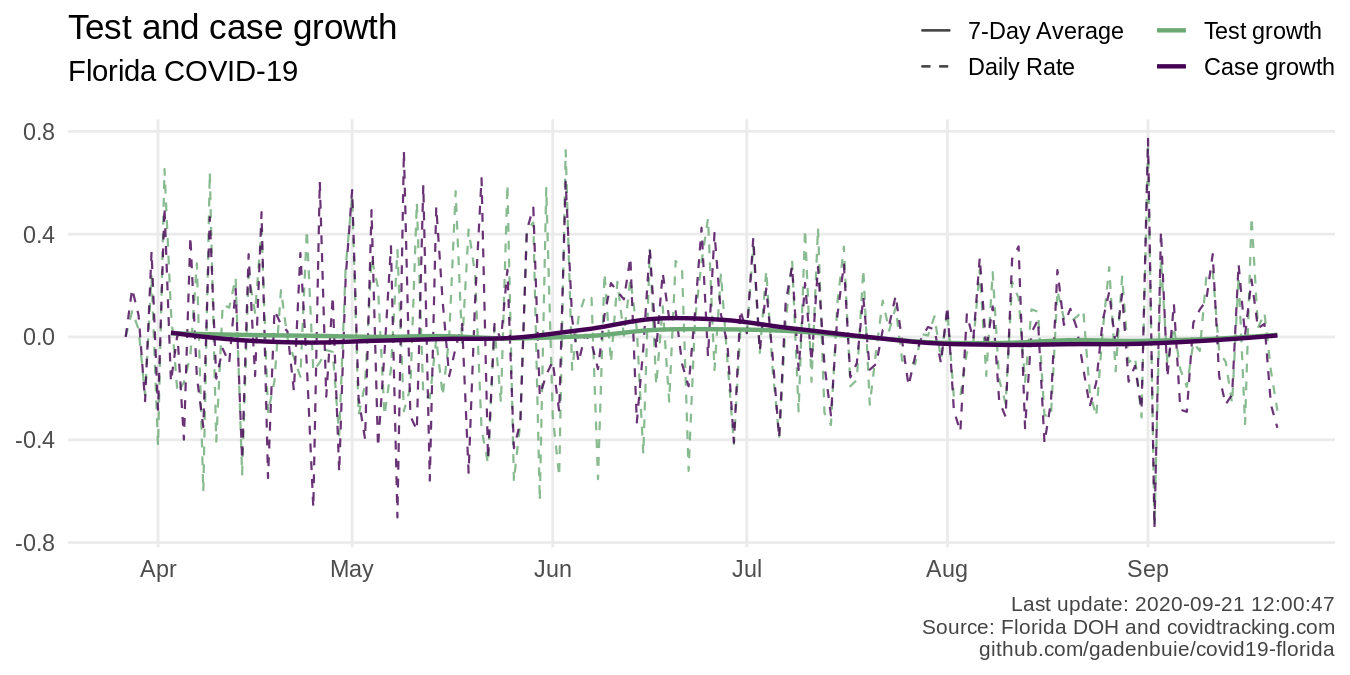 Test and case growth
Florida COVID-19
7-Day Average
Test growth
Daily Rate
Case growth
0.8
0.4
0.0
-0.4
-0.8
Apr
May
Jun
Jul
Aug
Sep
Last update: 2020-09-21 12:00:47
Source: Florida DOH and covidtracking.com
github.com/gadenbuie/covid19-florida